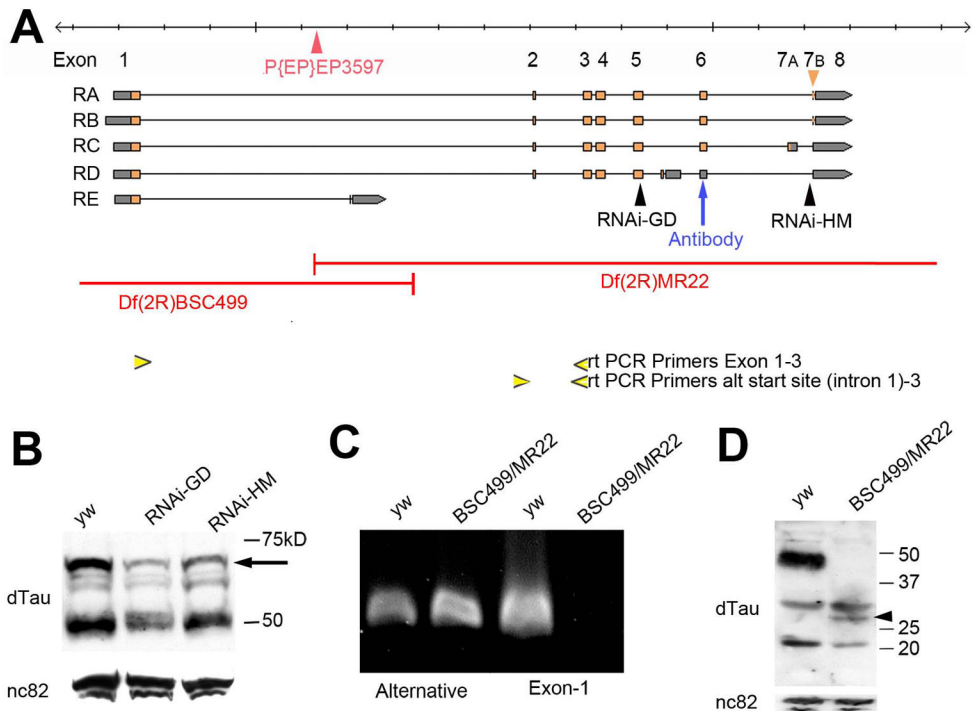 A
Exon 1 2 3 4 5 6 7A 7B 8
.P{EP}EP3597
RA
RB
RC
RD
RE
RNAi-GD
RNAi-HM
Antibody
Df(2R)BSC499
Df(2R)MR22
rt PCR Primers Exon 1-3
rt PCR Primers alt start site (intron 1)-3
B
yw
RNAi-GD
RNAi-HM
75kD
50
dTau
nc82
C
yw
BSC499/MR22
yw
BSC499/MR22
Alternative
Exon-1
D
yw
BSC499/MR22
50
37
25
20
dTau
nc82